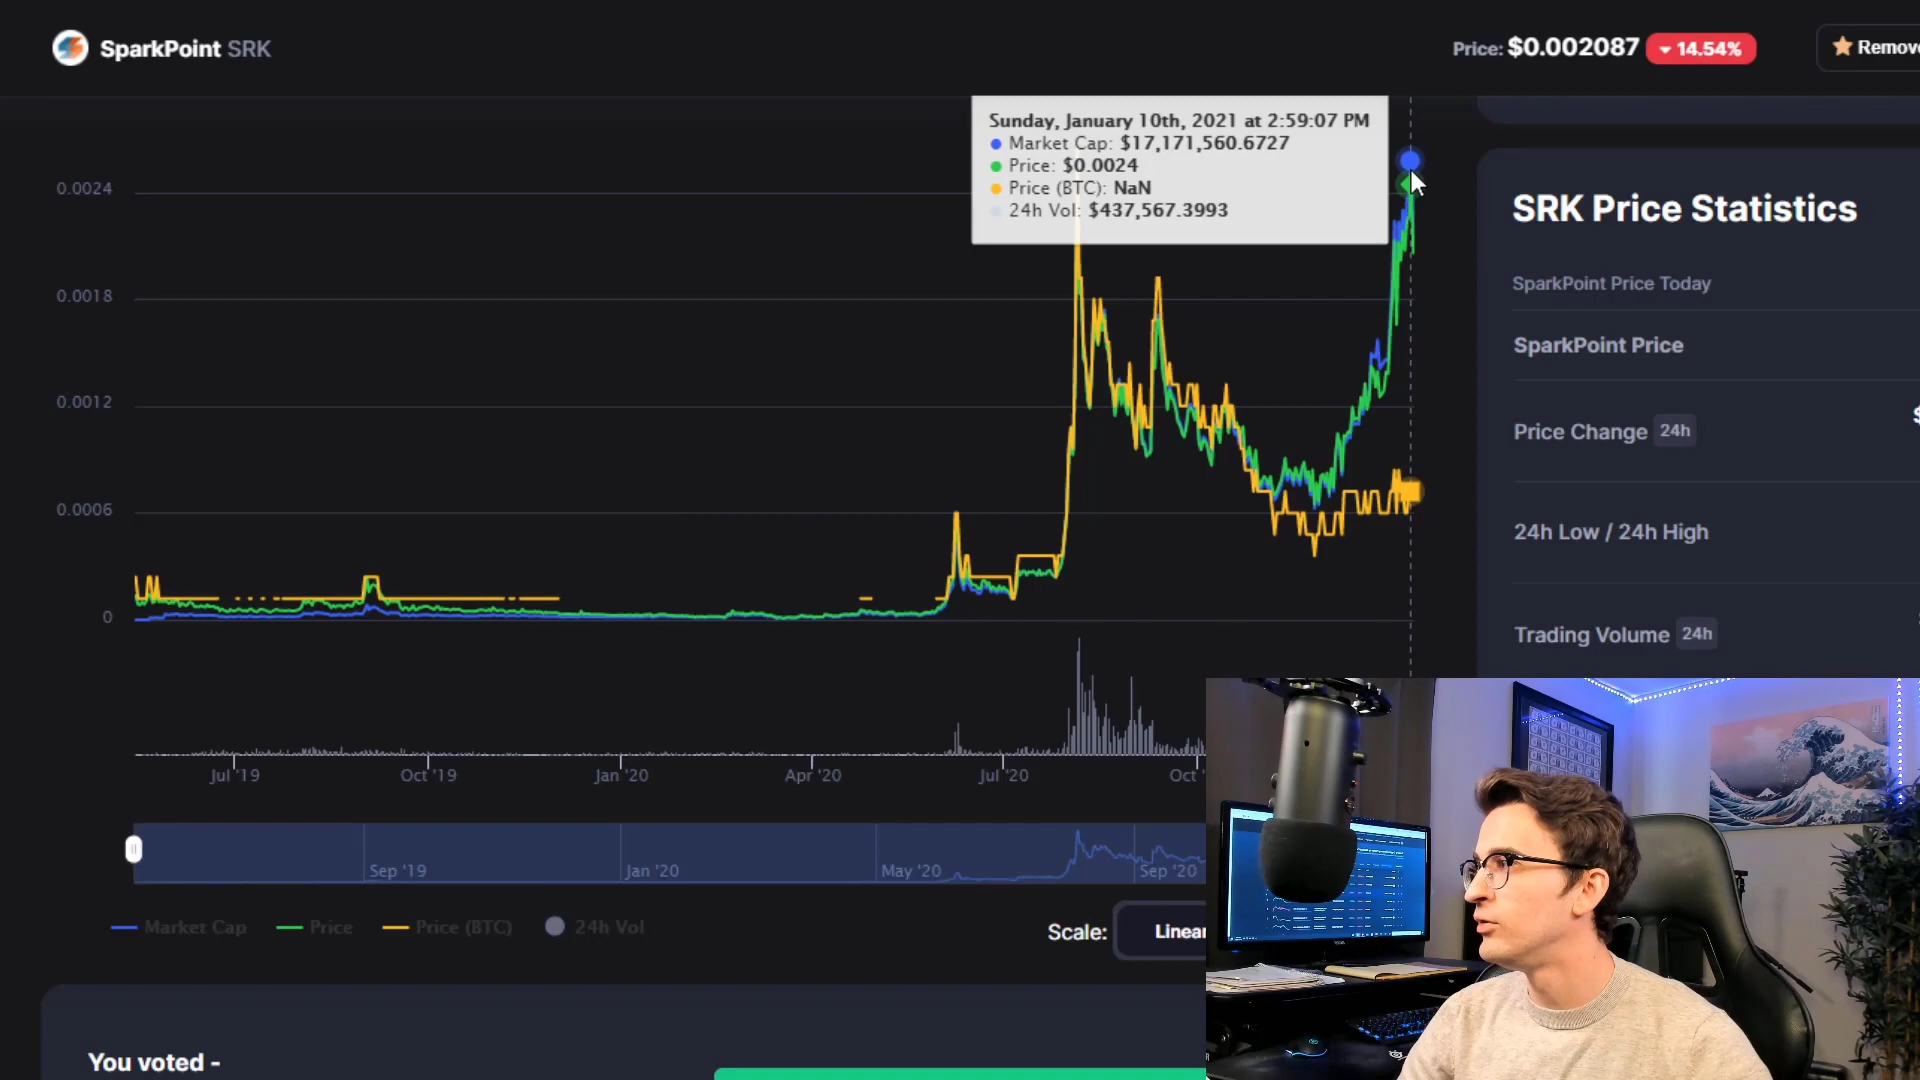 SparkPoint SRK
Price: $0.002087 14.54%
Remove
Sunday, January 10th, 2021 at 2:59:07 PM
Market Cap: $17,171,560.6727
Price: $0.0024
Price (BTC): NaN
24h Vol: $437,567.3993
0.0024
0.0018
0.0012
0.0006
0
Jul '19
Oct '19
Jan '20
Apr '20
Jul '20
Oct '
Sep '19
Jan '20
May '20
Sep '20
Market Cap
Price
Price (BTC)
24h Vol
Scale:
Linear
You voted -
SRK Price Statistics
SparkPoint Price Today
SparkPoint Price
Price Change 24h
$
24h Low / 24h High
Trading Volume 24h